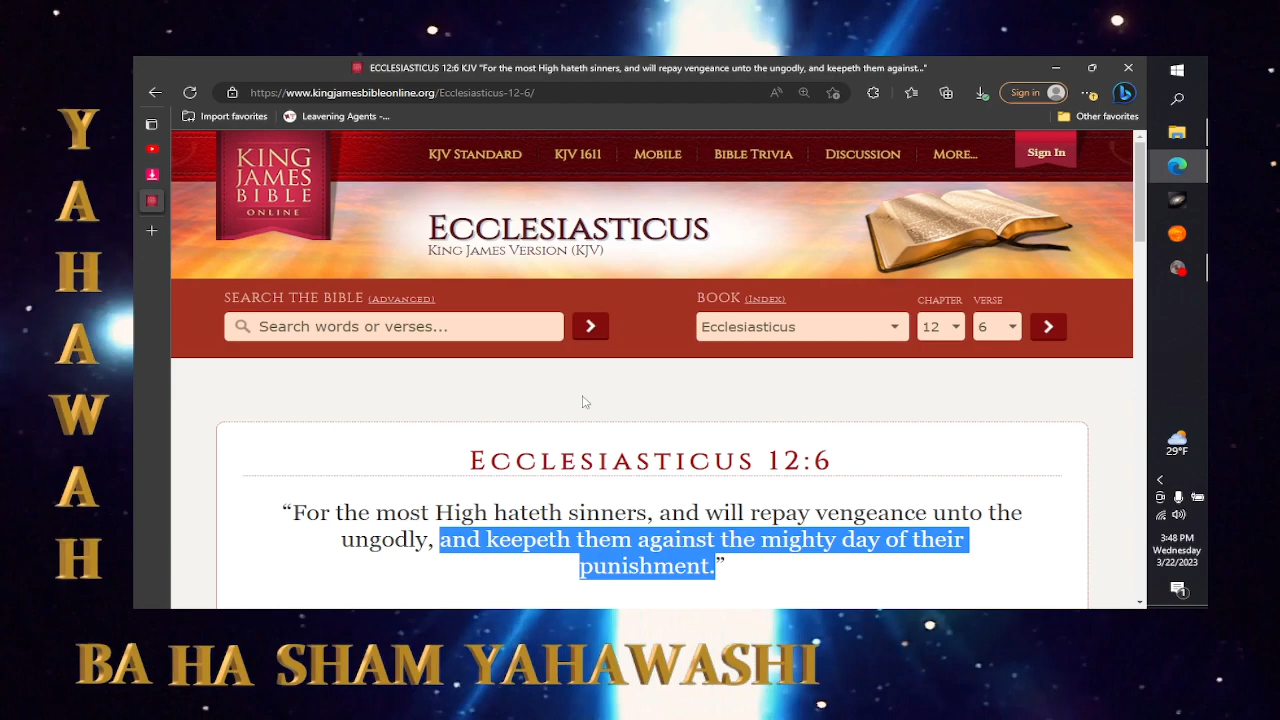 YAHAWAH
ECCLESIASTICUS 12:6 KJV "For the most High hateth sinners, and will repay vengeance unto the ungodly, and keepeth them against..."
https://www.kingjamesbibleonline.org/Ecclesiasticus-12-6/
Sign in
Import favorites
Leavening Agents -...
Other favorites
KING
JAMES
BIBLE
ONLINE
KJV STANDARD
KJV 1611
MOBILE
BIBLE TRIVIA
DISCUSSION
MORE...
Sign In
ECCLESIASTICUS
KING JAMES VERSION (KJV)
SEARCH THE BIBLE (ADVANCED)
Search words or verses...
BOOK (INDEX)
CHAPTER
VERSE
Ecclesiasticus
12
6
ECCLESIASTICUS 12:6
“For the most High hateth sinners, and will repay vengeance unto the
ungodly, and keepeth them against the mighty day of their
punishment.”
29°F
3:48 PM
Wednesday
3/22/2023
1
BA HA SHAM YAHAWASHI